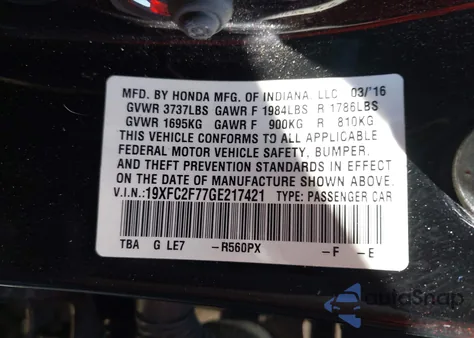 MFD. BY HONDA MFG. OF INDIANA, LLC 03/'16
GVWR 3737LBS GAWR F 1984LBS R 1786LBS
GVWR 1695KG GAWR F 900KG R 810KG
THIS VEHICLE CONFORMS TO ALL APPLICABLE
FEDERAL MOTOR VEHICLE SAFETY, BUMPER,
AND THEFT PREVENTION STANDARDS IN EFFECT
ON THE DATE OF MANUFACTURE SHOWN ABOVE.
V.I.N.:19XFC2F77GE217421 TYPE: PASSENGER CAR
TBA G LE7 -R560PX -F -E
AutoSnap